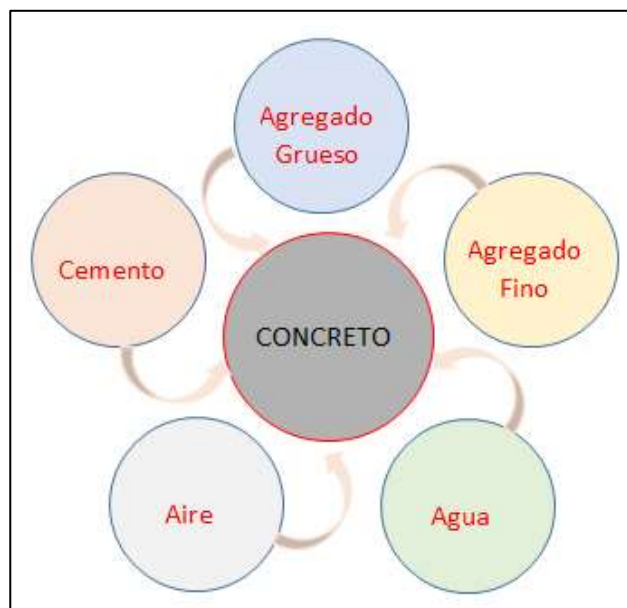 Agregado
Grueso
Cemento
Agregado
Fino
CONCRETO
Aire
Agua